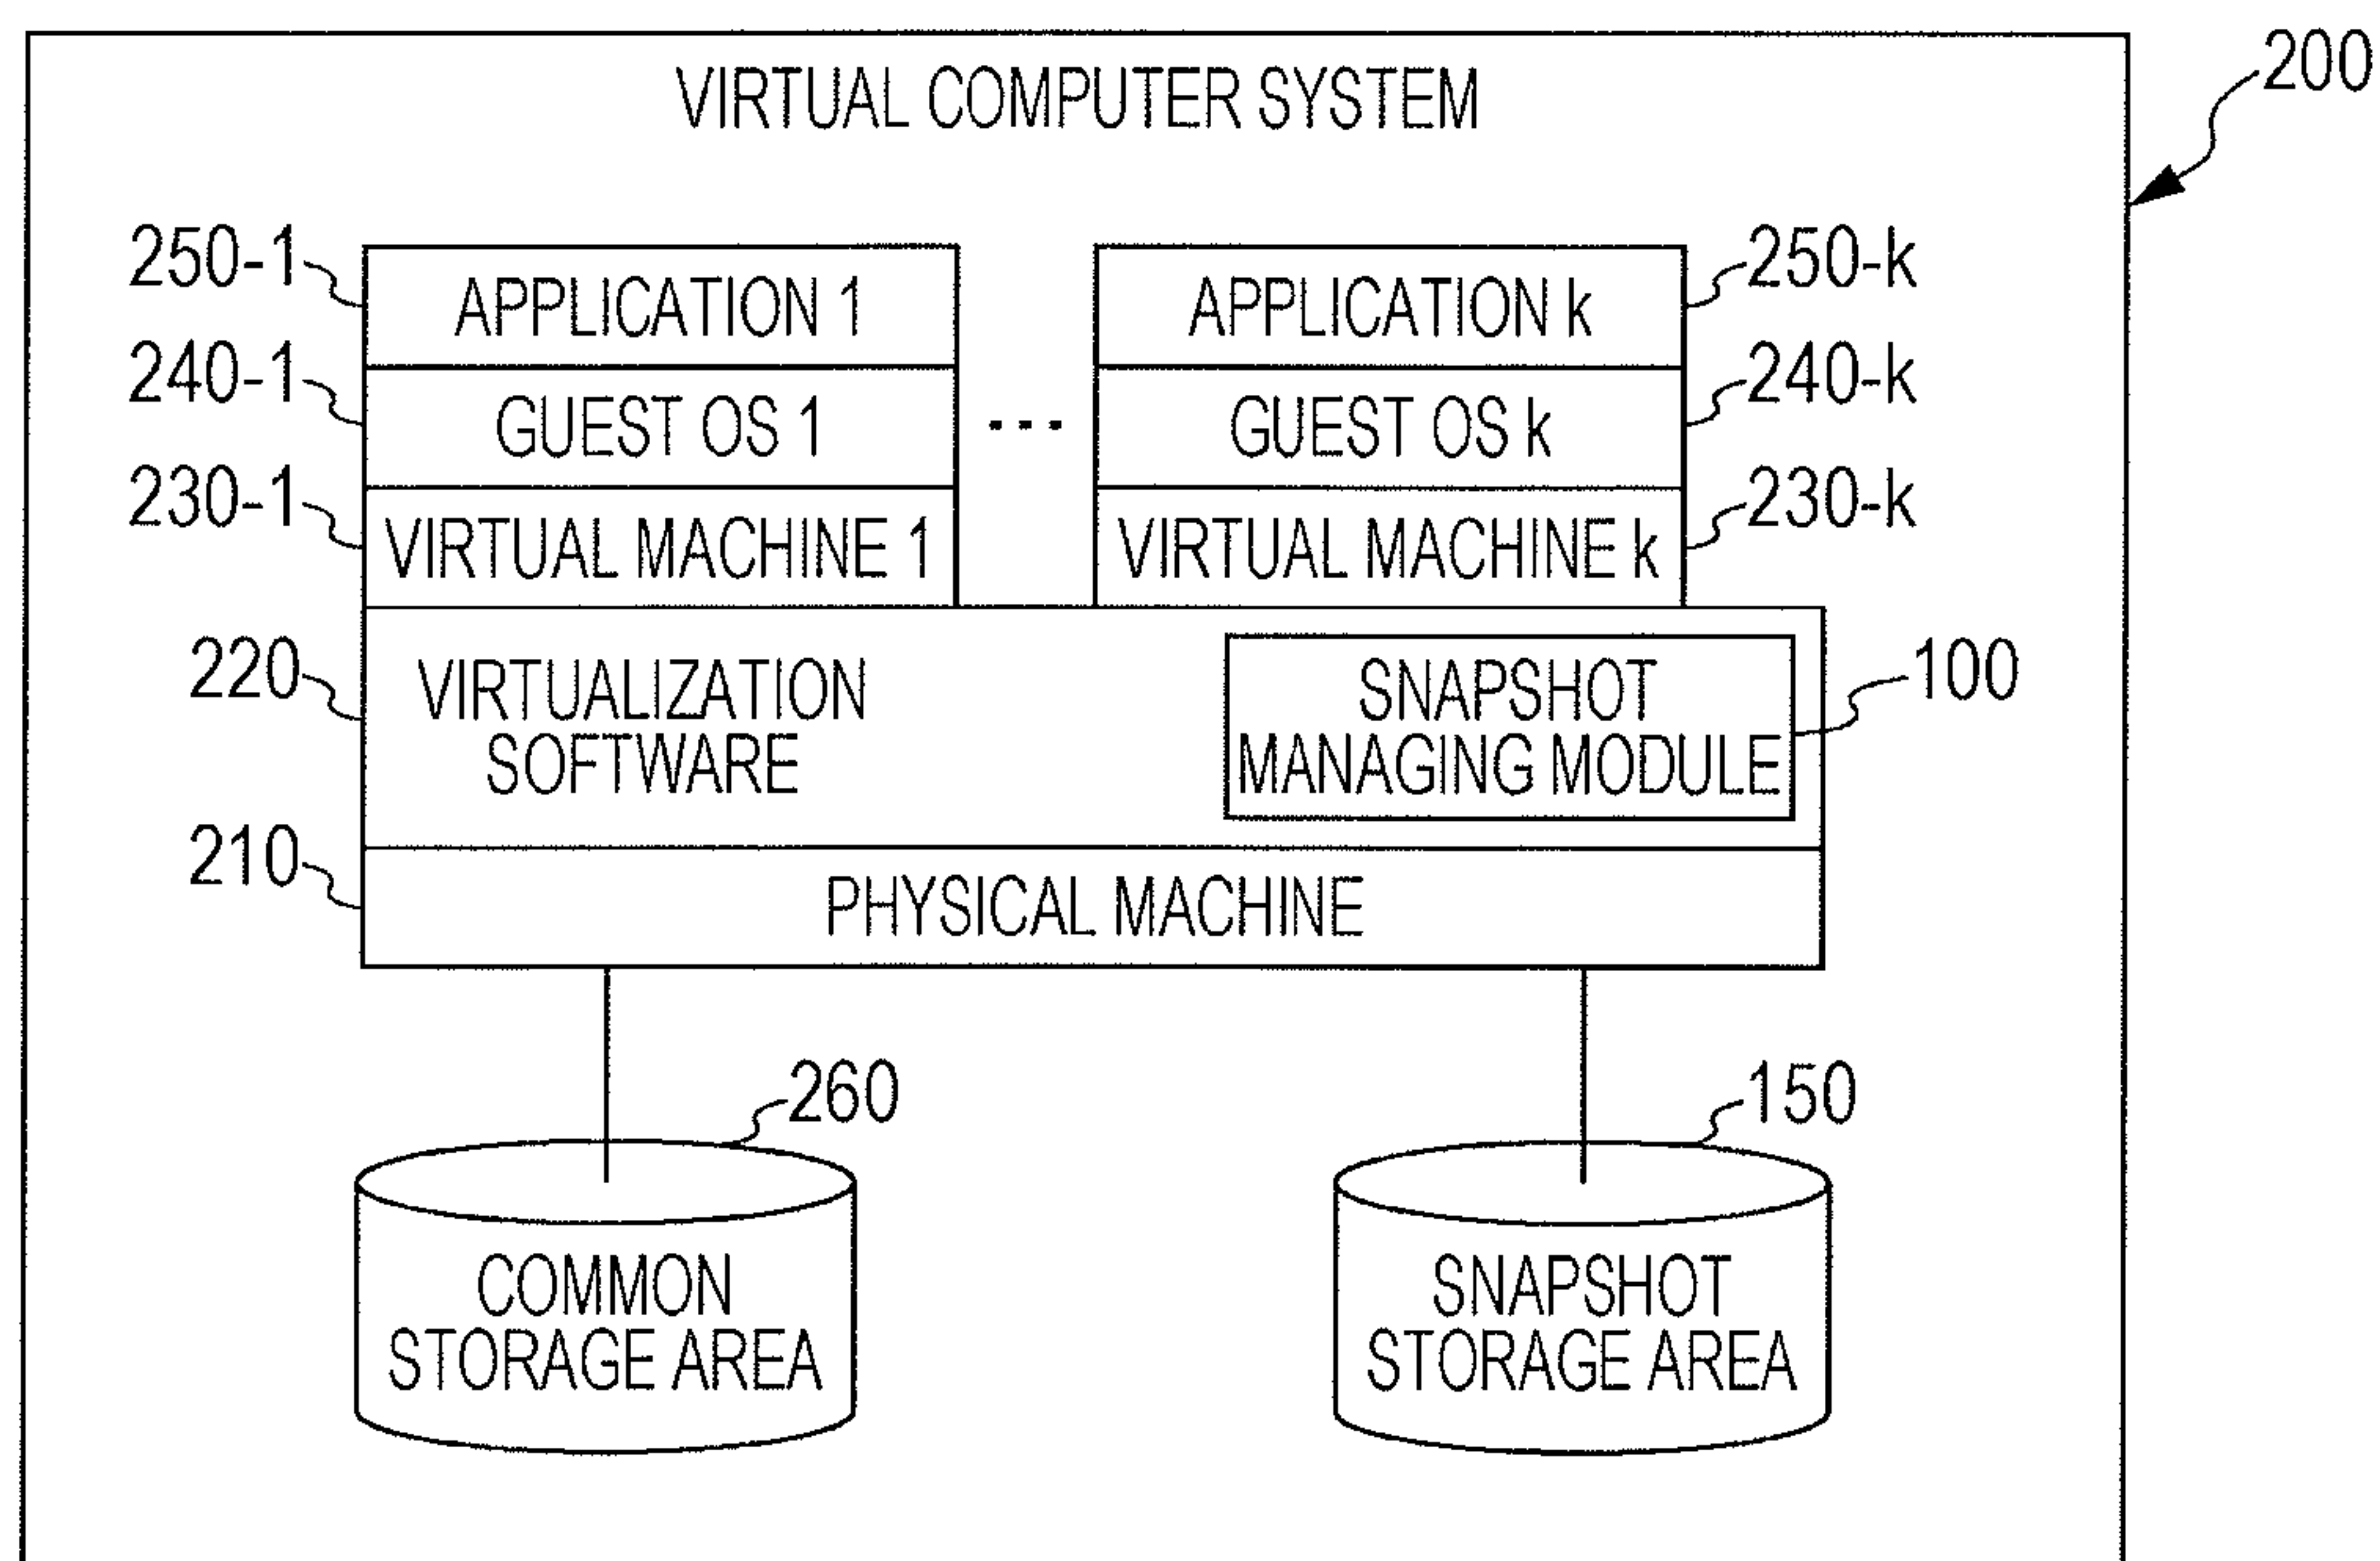 200
VIRTUAL COMPUTER SYSTEM
250-1
APPLICATION 1
APPLICATION k
250-k
240-1
GUEST OS 1
...
GUEST OS k
240-k
230-1
VIRTUAL MACHINE 1
VIRTUAL MACHINE k
230-k
220
VIRTUALIZATION
SOFTWARE
SNAPSHOT
MANAGING MODULE
100
210
PHYSICAL MACHINE
260
150
COMMON
STORAGE AREA
SNAPSHOT
STORAGE AREA